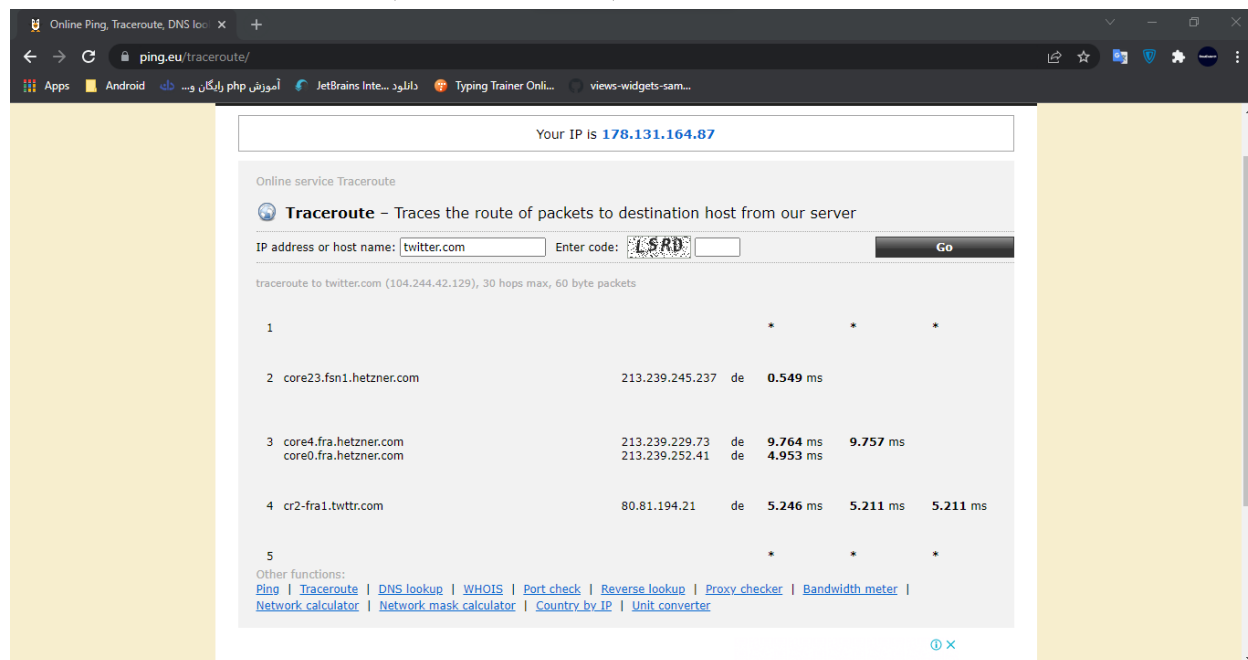 Online Ping, Traceroute, DNS loo
ping.eu/traceroute/
Apps Android آموزش php رایگان و... دانلود JetBrains Inte... Typing Trainer Onli... views-widgets-sam...
Your IP is 178.131.164.87
Online service Traceroute
Traceroute – Traces the route of packets to destination host from our server
IP address or host name: twitter.com Enter code: LSRD Go
traceroute to twitter.com (104.244.42.129), 30 hops max, 60 byte packets
1 * * *
2 core23.fsn1.hetzner.com 213.239.245.237 de 0.549 ms
3 core4.fra.hetzner.com 213.239.229.73 de 9.764 ms 9.757 ms
core0.fra.hetzner.com 213.239.252.41 de 4.953 ms
4 cr2-fra1.twttr.com 80.81.194.21 de 5.246 ms 5.211 ms 5.211 ms
5 * * *
Other functions:
Ping | Traceroute | DNS lookup | WHOIS | Port check | Reverse lookup | Proxy checker | Bandwidth meter |
Network calculator | Network mask calculator | Country by IP | Unit converter